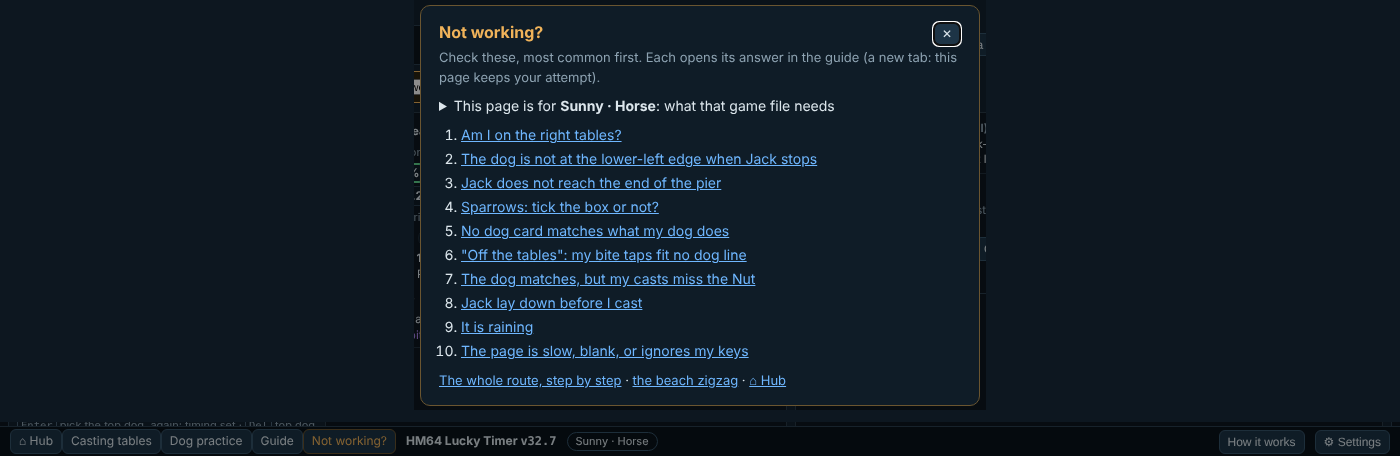 Not working?
×
Check these, most common first. Each opens its answer in the guide (a new tab: this
page keeps your attempt).
▶ This page is for Sunny · Horse: what that game file needs
1. Am I on the right tables?
2. The dog is not at the lower-left edge when Jack stops
3. Jack does not reach the end of the pier
4. Sparrows: tick the box or not?
5. No dog card matches what my dog does
6. "Off the tables": my bite taps fit no dog line
7. The dog matches, but my casts miss the Nut
8. Jack lay down before I cast
9. It is raining
10. The page is slow, blank, or ignores my keys
The whole route, step by step · the beach zigzag · ⌂ Hub
⌂ Hub Casting tables Dog practice Guide Not working? HM64 Lucky Timer v32.7 Sunny · Horse How it works ⚙ Settings